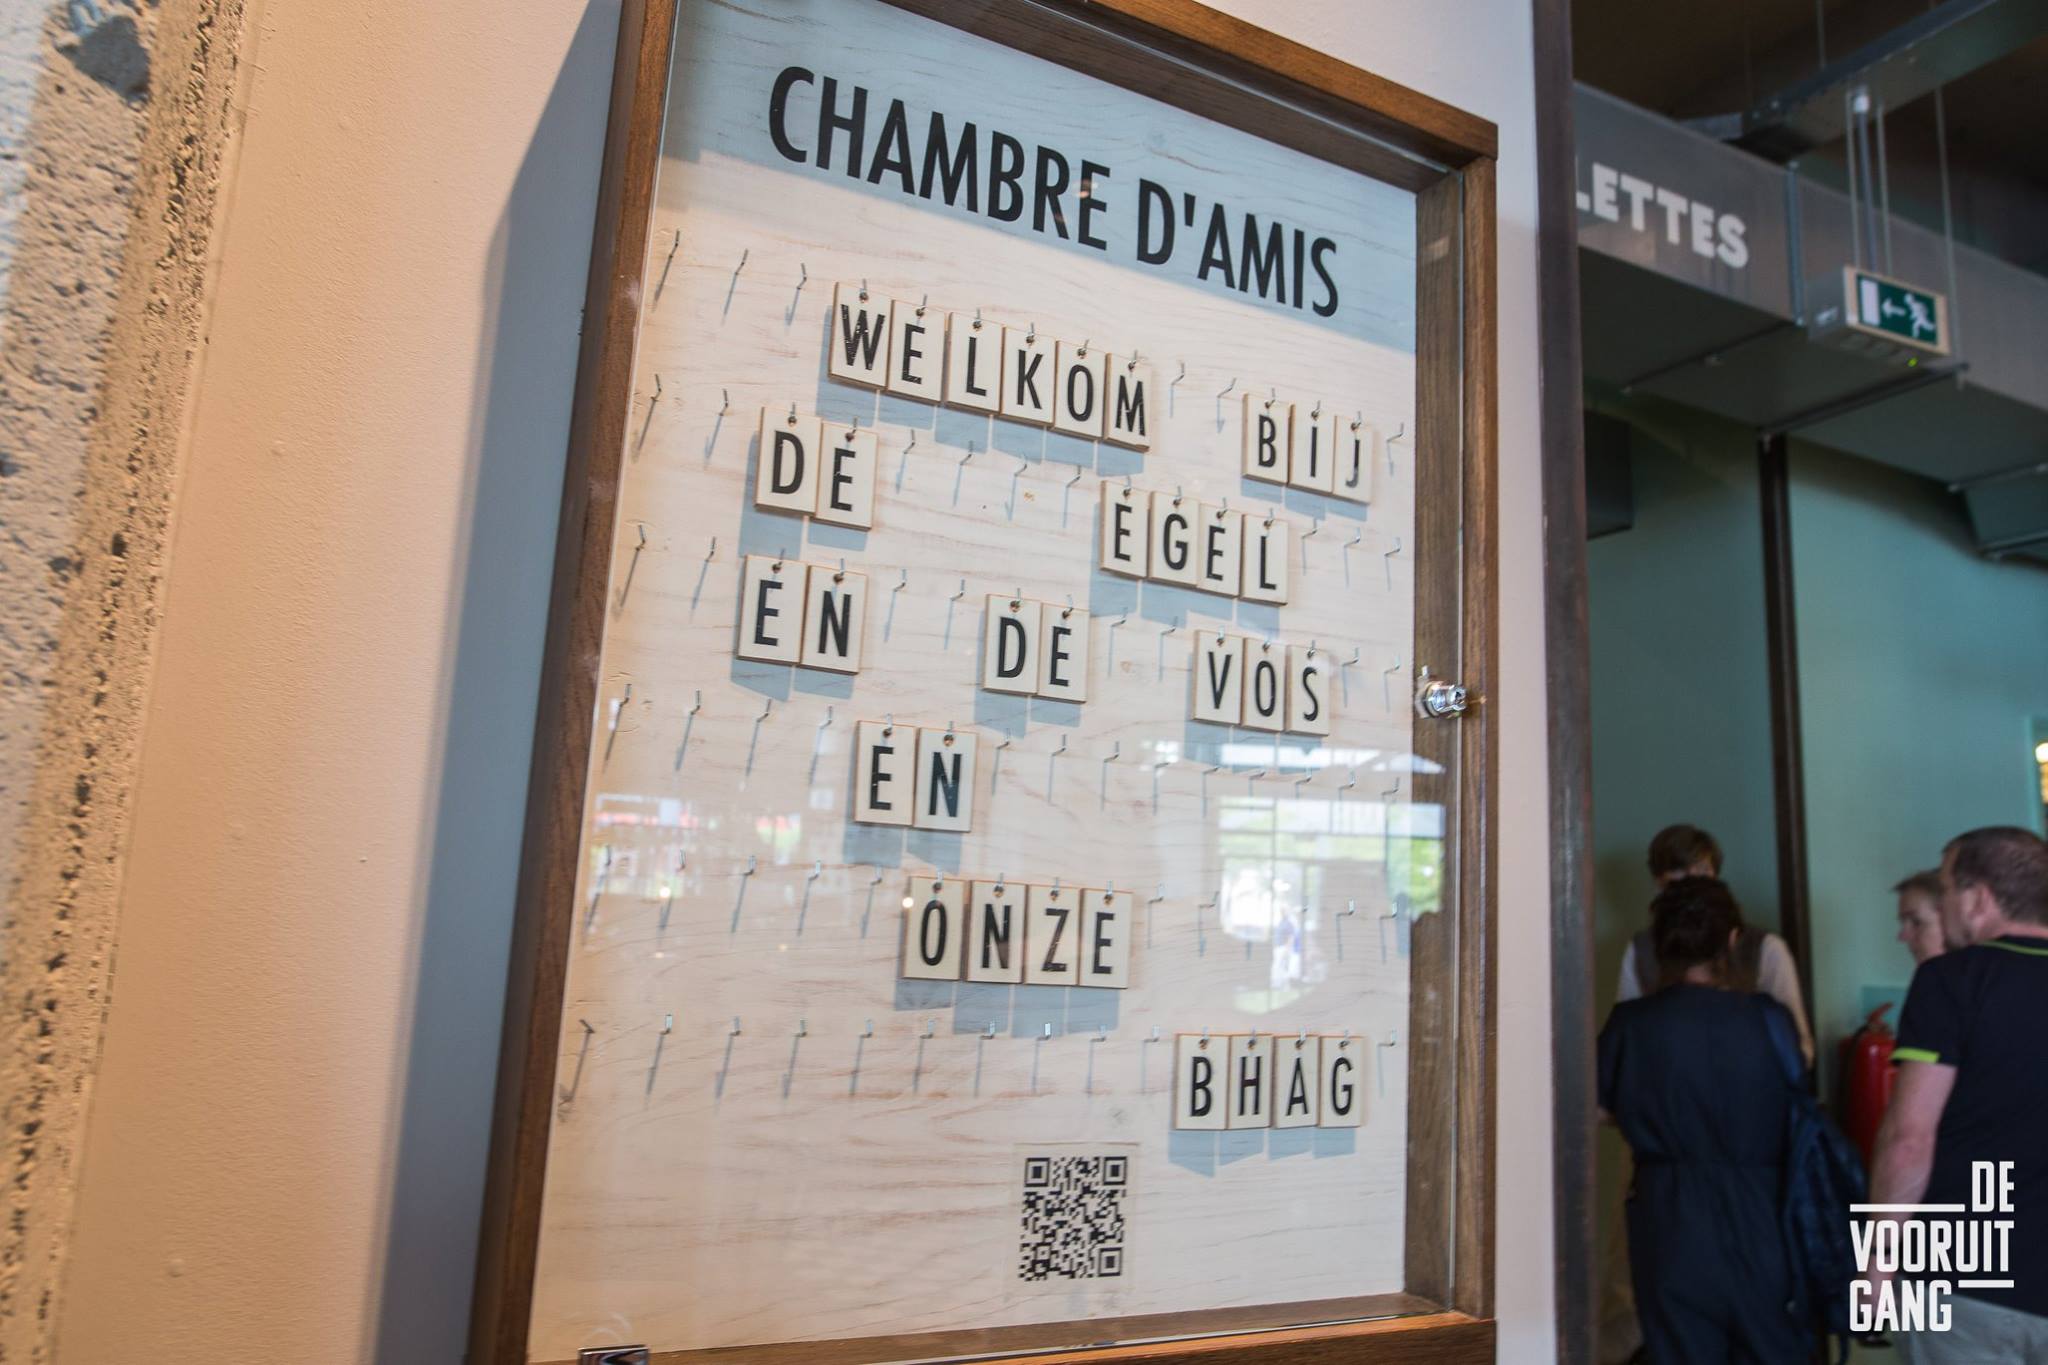 CHAMBRE D'AMIS
WELKOM BIJ
DE EGEL
EN DE VOS
EN
ONZE
BHAG
LETTES
DE
VOORUIT
GANG